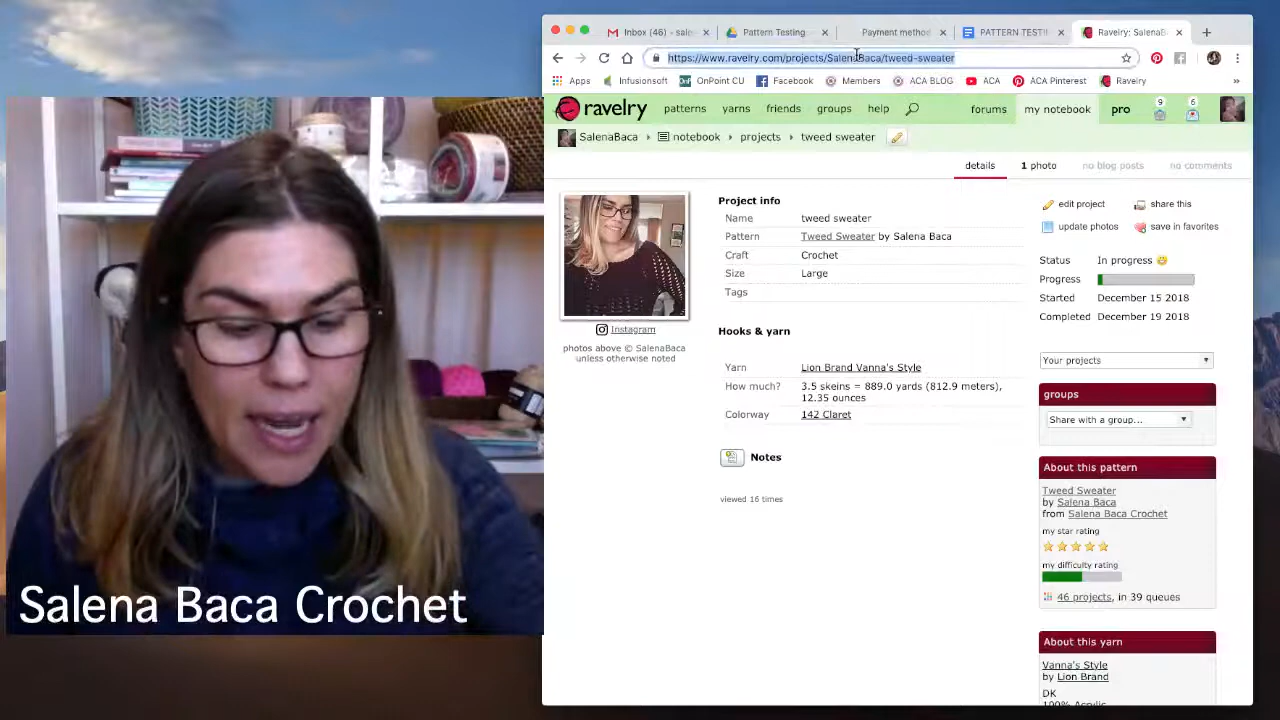 Inbox (46) - sale
Pattern Testing
Payment method
PATTERN TEST!!
Ravelry: SalenaB
https://www.ravelry.com/projects/SalenaBaca/tweed-sweater
Apps
Infusionsoft
OnPoint CU
Facebook
Members
ACA BLOG
ACA
ACA Pinterest
Ravelry
»
ravelry
patterns
yarns
friends
groups
help
forums
my notebook
pro
9
6
SalenaBaca
notebook
projects
tweed sweater
details
1 photo
no blog posts
no comments
Instagram
photos above © SalenaBaca
unless otherwise noted
Project info
Name tweed sweater
Pattern Tweed Sweater by Salena Baca
Craft Crochet
Size Large
Tags
Hooks & yarn
Yarn Lion Brand Vanna's Style
How much? 3.5 skeins = 889.0 yards (812.9 meters),
12.35 ounces
Colorway 142 Claret
Notes
viewed 16 times
edit project
share this
update photos
save in favorites
Status In progress
Progress
Started December 15 2018
Completed December 19 2018
Your projects
groups
Share with a group...
About this pattern
Tweed Sweater
by Salena Baca
from Salena Baca Crochet
my star rating
my difficulty rating
46 projects, in 39 queues
About this yarn
Vanna's Style
by Lion Brand
DK
100% Acrylic
Salena Baca Crochet